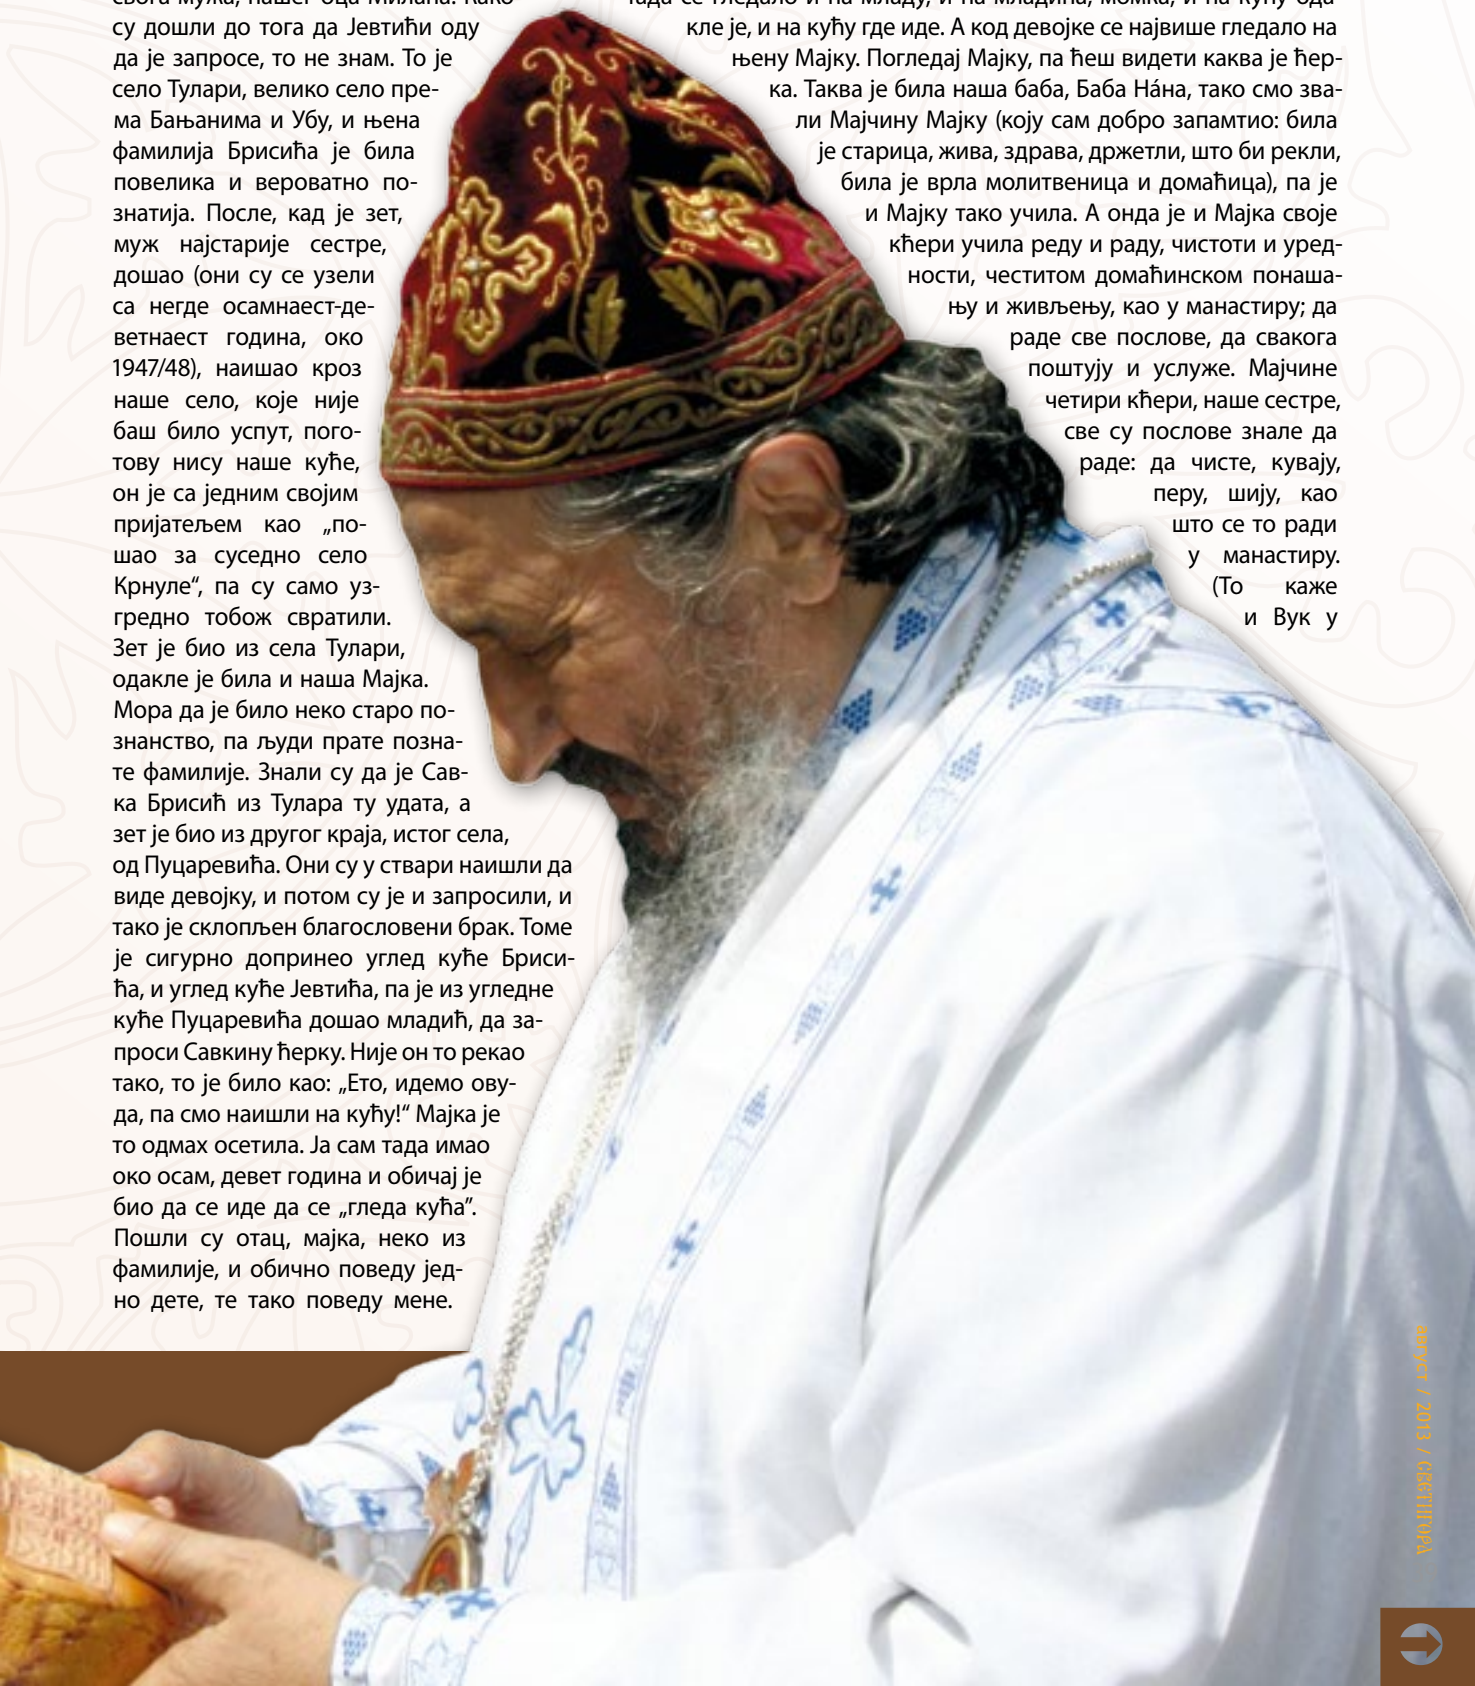 су дошли до тога да Јевтићи оду
да је запросе, то не знам. То је
село Тулари, велико село пре-
ма Бањанима и Убу, и њена
фамилија Брисића је била
повелика и вероватно по-
знатија. После, кад је зет,
муж најстарије сестре,
дошао (они су се узели
са негде осамнаест-де-
ветнаест година, око
1947/48), наишао кроз
наше село, које није
баш било успут, пого-
тову нису наше куће,
он је са једним својим
пријатељем као „по-
шао за суседно село
Крнуле“, па су само уз-
гредно тобож свратили.
Зет је био из села Тулари,
одакле је била и наша Мајка.
Мора да је било неко старо по-
знанство, па људи прате позна-
те фамилије. Знали су да је Сав-
ка Брисић из Тулара ту удата, а
зет је био из другог краја, истог села,
од Пуцаревића. Они су у ствари наишли да
виде девојку, и потом су је и запросили, и
тако је склопљен благословени брак. Томе
је сигурно допринео углед куће Бриси-
ћа, и углед куће Јевтића, па је из угледне
куће Пуцаревића дошао младић, да за-
проси Савкину ћерку. Није он то рекао
тако, то је било као: „Ето, идемо ову-
да, па смо наишли на кућу!“ Мајка је
то одмах осетила. Ја сам тада имао
око осам, девет година и обичај је
био да се иде да се „гледа кућа”.
Пошли су отац, мајка, неко из
фамилије, и обично поведу јед-
но дете, те тако поведу мене.
кле је, и на кућу где иде. А код девојке се највише гледало на
њену Мајку. Погледај Мајку, па ћеш видети каква је ћер-
ка. Таква је била наша баба, Баба На́на, тако смо зва-
ли Мајчину Мајку (коју сам добро запамтио: била
је старица, жива, здрава, држетли, што би рекли,
била је врла молитвеница и домаћица), па је
и Мајку тако учила. А онда је и Мајка своје
кћери учила реду и раду, чистоти и уред-
ности, честитом домаћинском понаша-
њу и живљењу, као у манастиру; да
раде све послове, да свакога
поштују и услуже. Мајчине
четири кћери, наше сестре,
све су послове знале да
раде: да чисте, кувају,
перу, шију, као
што се то ради
у манастиру.
(То каже
и Вук у
август / 2013 / СВЕТИГОРА